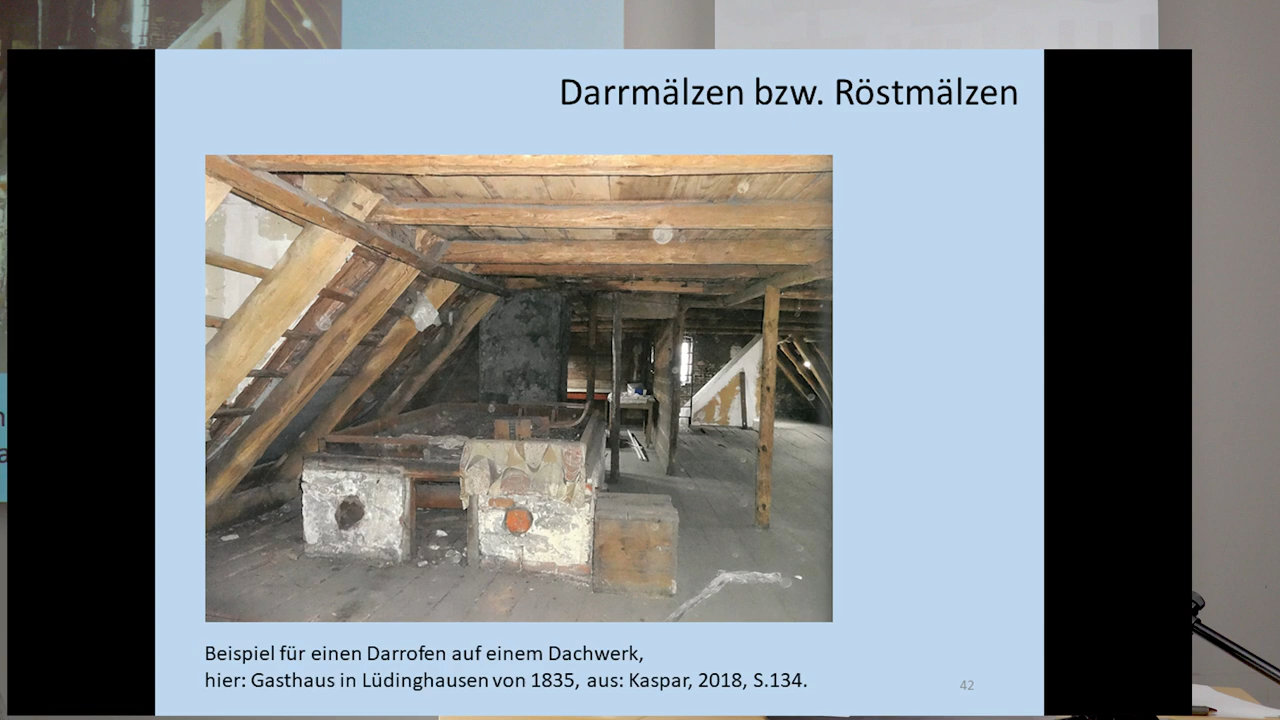 Darrmälzen bzw. Röstmälzen
Beispiel für einen Darrofen auf einem Dachwerk,
hier: Gasthaus in Lüdinghausen von 1835, aus: Kaspar, 2018, S.134.
42